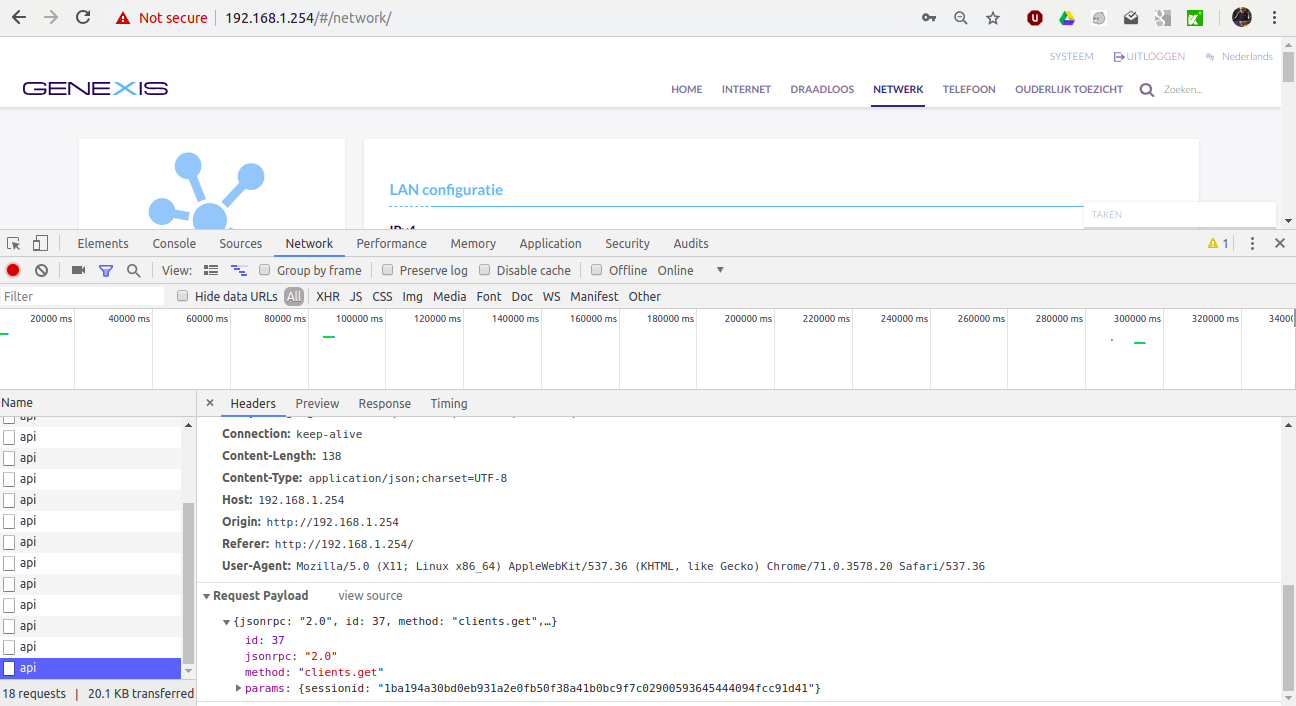 Not secure 192.168.1.254/#/network/
SYSTEEM UITLOGGEN Nederlands
GENEXIS HOME INTERNET DRAADLOOS NETWERK TELEFOON OUDERLIJK TOEZICHT Zoeken...
LAN configuratie
TAKEN
IPv4
Elements Console Sources Network Performance Memory Application Security Audits 1
View: Group by frame Preserve log Disable cache Offline Online
Filter Hide data URLs All XHR JS CSS Img Media Font Doc WS Manifest Other
20000 ms 40000 ms 60000 ms 80000 ms 100000 ms 120000 ms 140000 ms 160000 ms 180000 ms 200000 ms 220000 ms 240000 ms 260000 ms 280000 ms 300000 ms 320000 ms 3400
Name
api
api
api
api
api
api
api
api
api
api
api
api
api
18 requests | 20.1 KB transferred
Headers Preview Response Timing
Connection: keep-alive
Content-Length: 138
Content-Type: application/json;charset=UTF-8
Host: 192.168.1.254
Origin: http://192.168.1.254
Referer: http://192.168.1.254/
User-Agent: Mozilla/5.0 (X11; Linux x86_64) AppleWebKit/537.36 (KHTML, like Gecko) Chrome/71.0.3578.20 Safari/537.36
Request Payload view source
{jsonrpc: "2.0", id: 37, method: "clients.get",…}
id: 37
jsonrpc: "2.0"
method: "clients.get"
params: {sessionid: "1ba194a30bd0eb931a2e0fb50f38a41b0bc9f7c02900593645444094fcc91d41"}